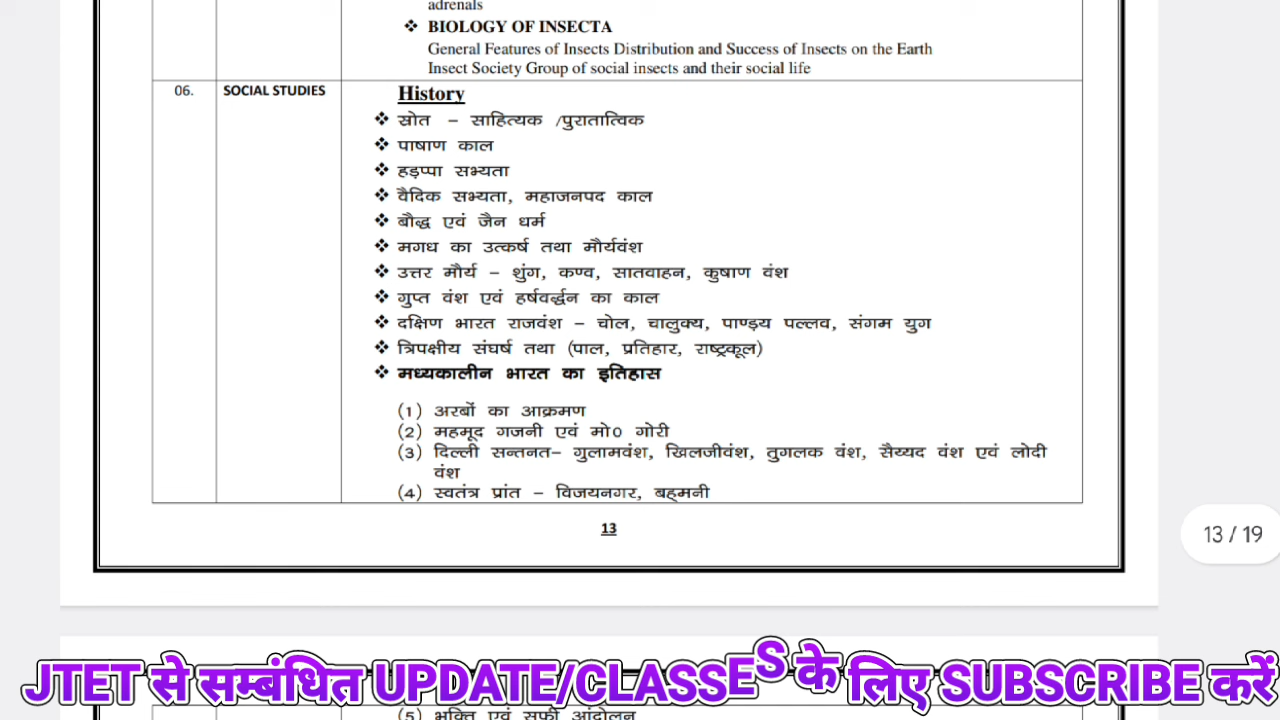 adrenals
❖ BIOLOGY OF INSECTA
General Features of Insects Distribution and Success of Insects on the Earth
Insect Society Group of social insects and their social life
06. SOCIAL STUDIES History
❖ स्रोत – साहित्यक /पुरातात्विक
❖ पाषाण काल
❖ हड़प्पा सभ्यता
❖ वैदिक सभ्यता, महाजनपद काल
❖ बौद्ध एवं जैन धर्म
❖ मगध का उत्कर्ष तथा मौर्यवंश
❖ उत्तर मौर्य – शुंग, कण्व, सातवाहन, कुषाण वंश
❖ गुप्त वंश एवं हर्षवर्द्धन का काल
❖ दक्षिण भारत राजवंश – चोल, चालुक्य, पाण्ड्य पल्लव, संगम युग
❖ त्रिपक्षीय संघर्ष तथा (पाल, प्रतिहार, राष्ट्रकूल)
❖ मध्यकालीन भारत का इतिहास
(1) अरबों का आक्रमण
(2) महमूद गजनी एवं मो0 गोरी
(3) दिल्ली सन्तनत– गुलामवंश, खिलजीवंश, तुगलक वंश, सैय्यद वंश एवं लोदी
वंश
(4) स्वतंत्र प्रांत – विजयनगर, बह्मनी
13
13 / 19
JTET से सम्बंधित UPDATE/CLASSES के लिए SUBSCRIBE करें
(5) भक्ति एवं सूफी आंदोलन